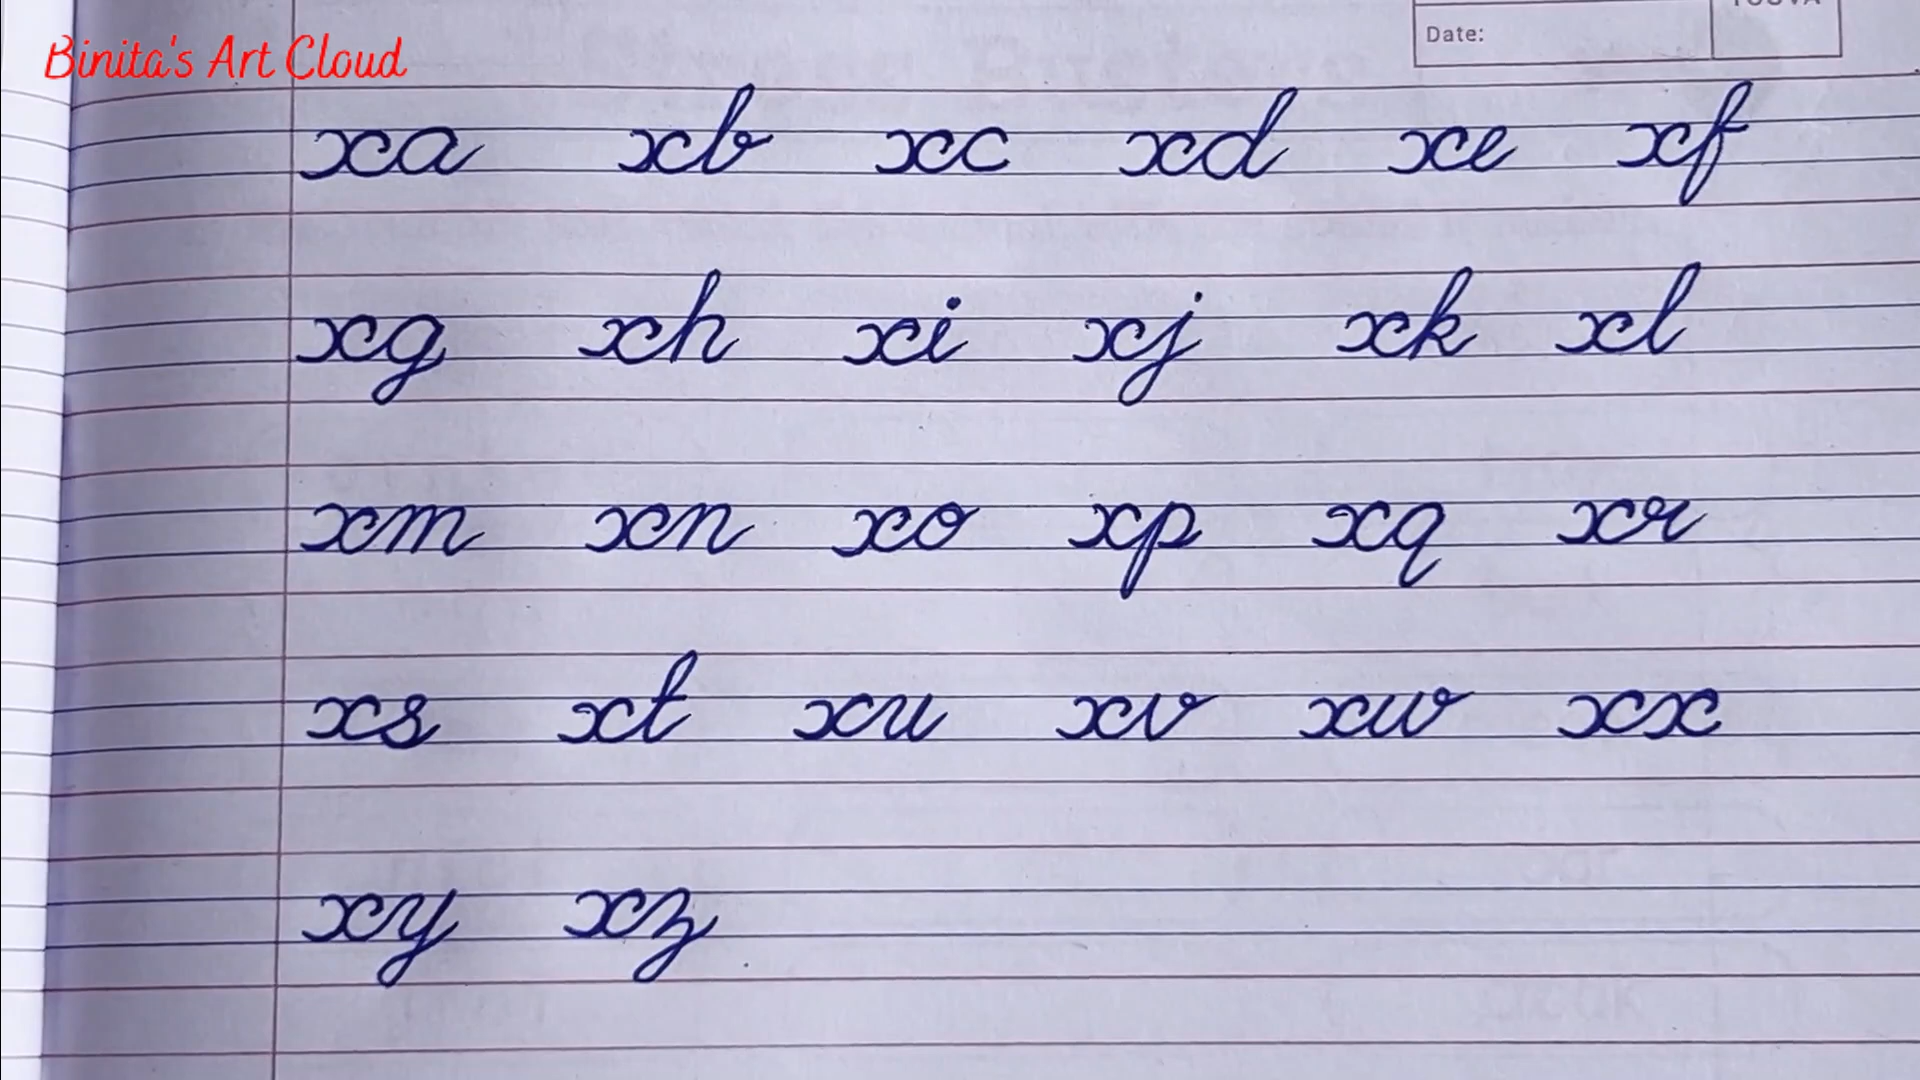 Binita's Art Cloud
Date:
xa xb xc xd xe xf
xg xh xi xj xk xl
xm xn xo xp xq xr
xs xt xu xv xw xx
xy xz